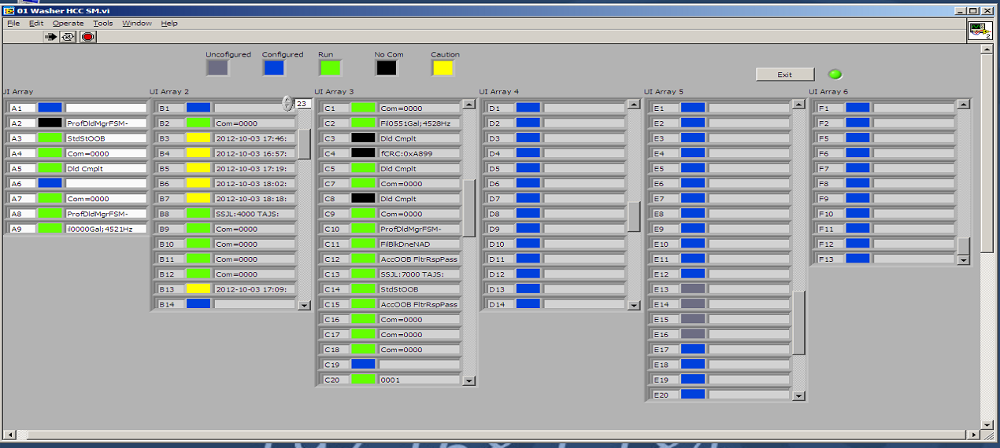 01 Washer HCC SM.vi
File Edit Operate Tools Window Help
2
Uncofigured Configured Run No Com Caution
Exit
UI Array
A1
A2 ProfDldMgrFSM-
A3 StdStOOB
A4 Com=0000
A5 Dld Cmplt
A6
A7 Com=0000
A8 ProfDldMgrFSM-
A9 il0000Gal;4521Hz
UI Array 2
23
B1
B2 Com=0000
B3 2012-10-03 17:46:
B4 2012-10-03 16:57:
B5 2012-10-03 17:19:
B6 2012-10-03 18:02:
B7 2012-10-03 18:18:
B8 SSJL:4000 TAJS:
B9 Com=0000
B10 Com=0000
B11 Com=0000
B12 Com=0000
B13 2012-10-03 17:09:
B14
UI Array 3
C1 Com=0000
C2 Fil0551Gal;4528Hz
C3 Dld Cmplt
C4 fCRC:0xA899
C5 Dld Cmplt
C7 Com=0000
C8 Dld Cmplt
C9 Com=0000
C10 ProfDldMgrFSM-
C11 FilBlkDneNAD
C12 AccOOB FltrRspPass
C13 SSJL:7000 TAJS:
C14 StdStOOB
C15 AccOOB FltrRspPass
C16 Com=0000
C17 Com=0000
C18 Com=0000
C19
C20 0001
UI Array 4
D1
D2
D3
D4
D5
D6
D7
D8
D9
D10
D11
D12
D13
D14
UI Array 5
E1
E2
E3
E4
E5
E6
E7
E8
E9
E10
E11
E12
E13
E14
E15
E16
E17
E18
E19
E20
UI Array 6
F1
F2
F5
F6
F7
F8
F9
F10
F11
F12
F13